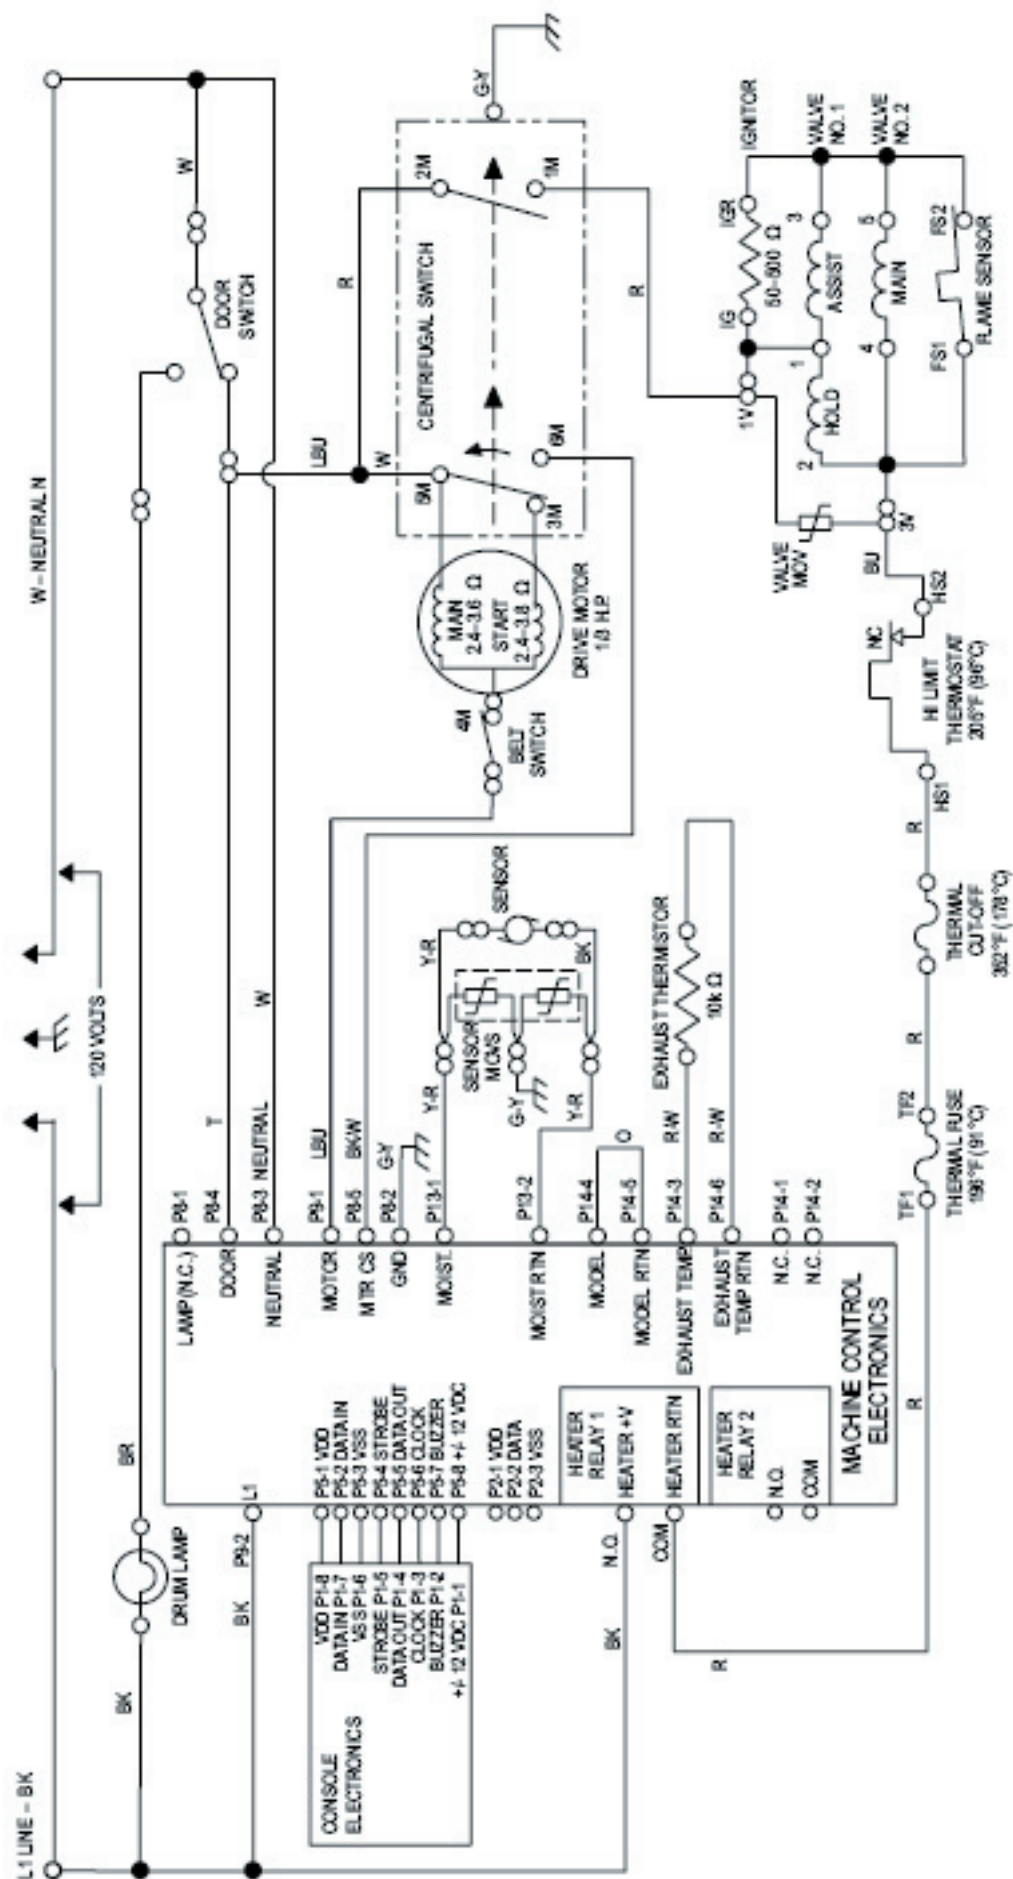 L1 LINE – BK
120 VOLTS
W–NEUTRAL N
BK
DRUM LAMP
BR
DOOR
SWITCH
W
BK
P9-2
L1
LAMP (N.C.)
P8-1
DOOR
P8-4
T
NEUTRAL
P8-3 NEUTRAL
W
MOTOR
P9-1
LBU
MTR CS
P8-5
BK-W
GND
P8-2
G-Y
MOIST.
P13-1
Y-R
SENSOR
MOVS
Y-R
SENSOR
BK
G-Y
Y-R
MOIST RTN
P13-2
MODEL
P14-4
MODEL RTN
P14-5
O
EXHAUST TEMP
P14-3
R-W
EXHAUST THERMISTOR
10k Ω
EXHAUST
TEMP RTN
P14-6
R-W
N.C.
P14-1
N.C.
P14-2
BELT
SWITCH
4M
MAIN
2.4–3.6 Ω
START
2.4–3.8 Ω
DRIVE MOTOR
1/3 H.P.
LBU
W
R
CENTRIFUGAL SWITCH
5M
6M
3M
2M
1M
G-Y
R
CONSOLE
ELECTRONICS
VDD P1-8
DATA IN P1-7
VSS P1-6
STROBE P1-5
DATA OUT P1-4
CLOCK P1-3
BUZZER P1-2
+/- 12 VDC P1-1
P5-1 VDD
P5-2 DATA IN
P5-3 VSS
P5-4 STROBE
P5-5 DATA OUT
P5-6 CLOCK
P5-7 BUZZER
P5-8 +/- 12 VDC
P2-1 VDD
P2-2 DATA
P2-3 VSS
BK
N.O.
HEATER
RELAY 1
HEATER +V
COM
HEATER RTN
HEATER
RELAY 2
N.O.
COM
MACHINE CONTROL
ELECTRONICS
R
R
TF1
TF2
THERMAL FUSE
196°F (91°C)
R
THERMAL
CUT-OFF
352°F (178°C)
R
HS1
HI LIMIT
THERMOSTAT
205°F (96°C)
NC
HS2
BU
3V
VALVE
MOV
1V
IG
IGR
50–500 Ω
IGNITOR
2
HOLD
1
ASSIST
3
VALVE
NO. 1
4
MAIN
5
VALVE
NO. 2
FS1
FS2
FLAME SENSOR